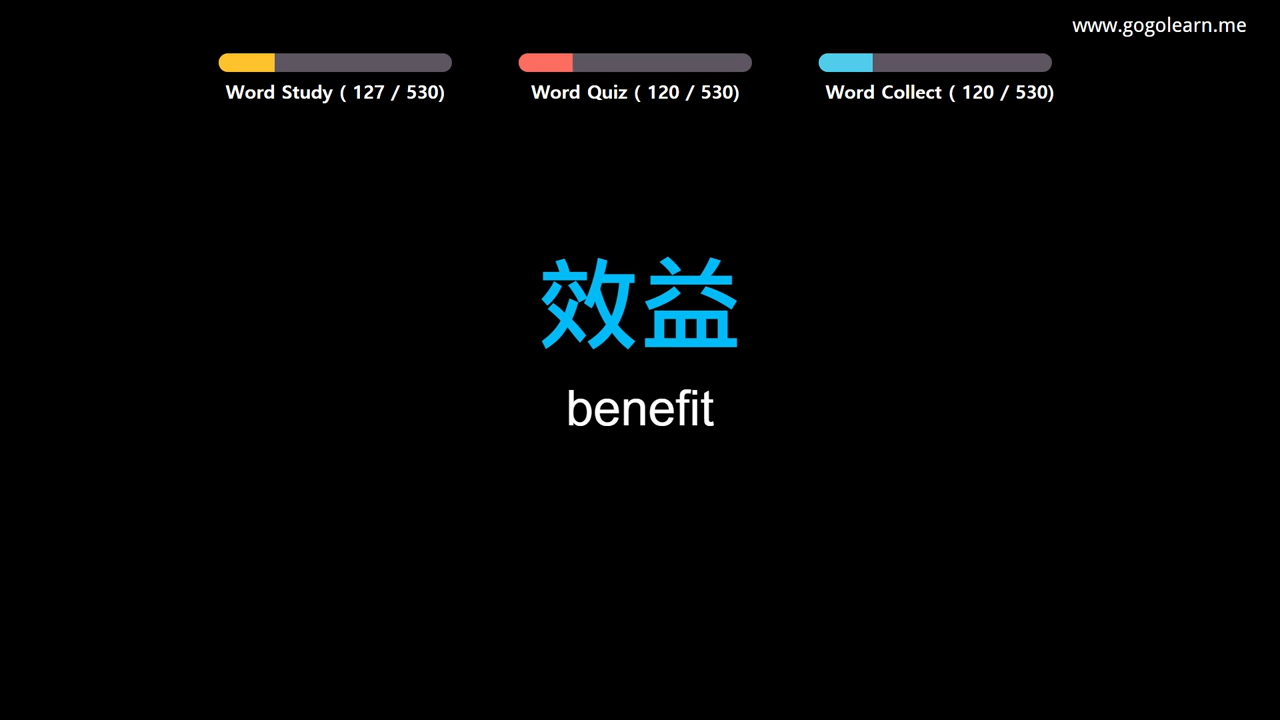 www.gogolearn.me
Word Study ( 127 / 530)
Word Quiz ( 120 / 530)
Word Collect ( 120 / 530)
效益
benefit